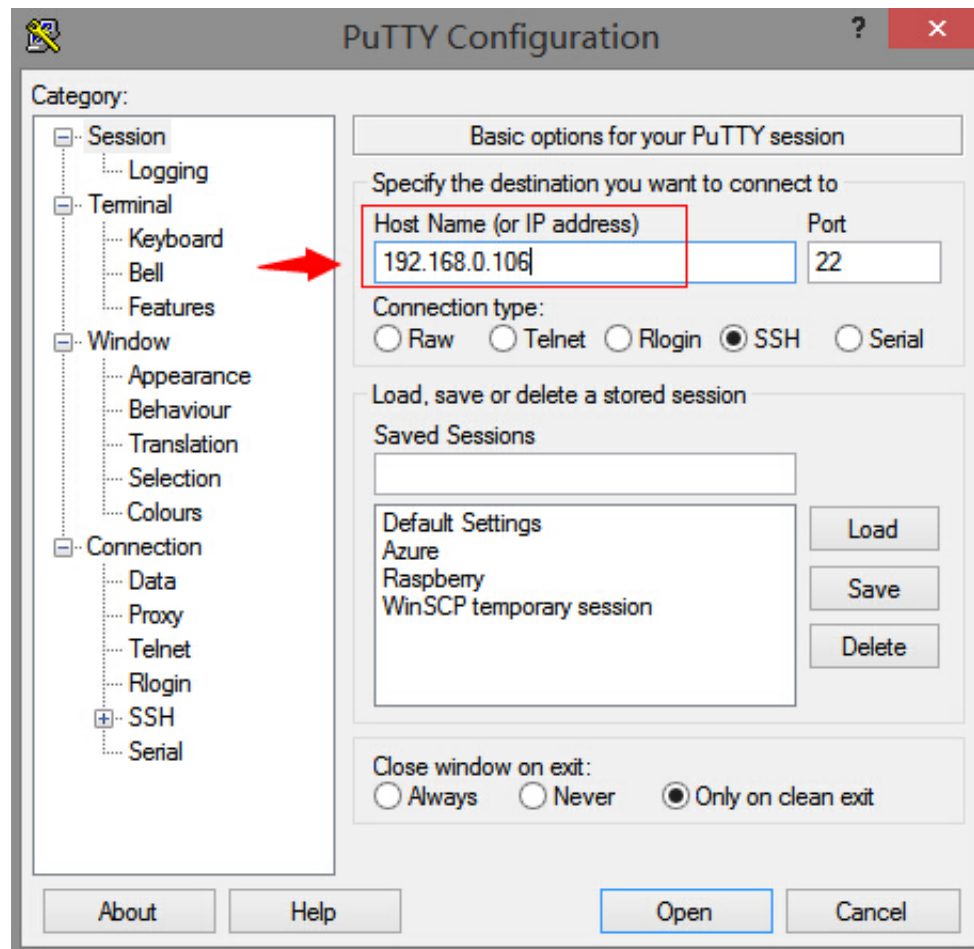 PuTTY Configuration
?
Category:
Session
Logging
Terminal
Keyboard
Bell
Features
Window
Appearance
Behaviour
Translation
Selection
Colours
Connection
Data
Proxy
Telnet
Rlogin
SSH
Serial
Basic options for your PuTTY session
Specify the destination you want to connect to
Host Name (or IP address) Port
192.168.0.106 22
Connection type:
Raw Telnet Rlogin SSH Serial
Load, save or delete a stored session
Saved Sessions
Default Settings
Azure
Raspberry
WinSCP temporary session
Load
Save
Delete
Close window on exit:
Always Never Only on clean exit
About Help Open Cancel